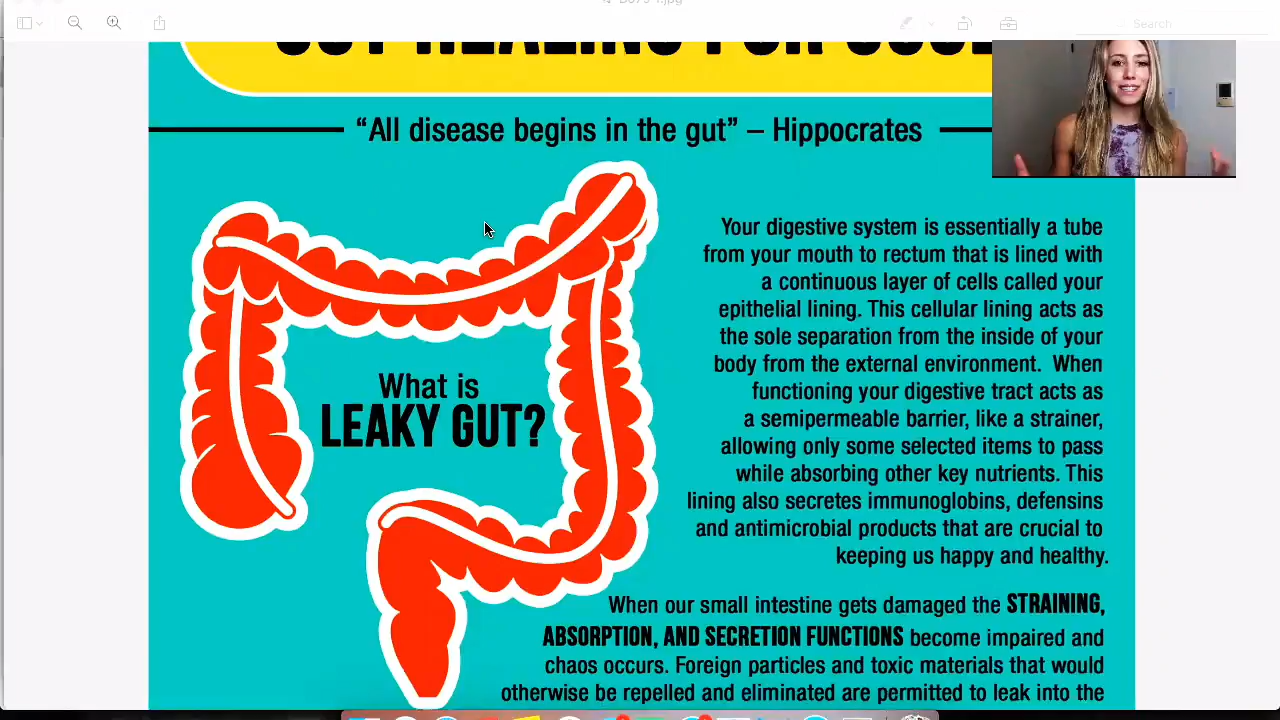 Search
GUT HEALING FOR
"All disease begins in the gut" – Hippocrates
Your digestive system is essentially a tube
from your mouth to rectum that is lined with
a continuous layer of cells called your
epithelial lining. This cellular lining acts as
the sole separation from the inside of your
body from the external environment. When
functioning your digestive tract acts as
a semipermeable barrier, like a strainer,
allowing only some selected items to pass
while absorbing other key nutrients. This
lining also secretes immunoglobins, defensins
and antimicrobial products that are crucial to
keeping us happy and healthy.
What is
LEAKY GUT?
When our small intestine gets damaged the STRAINING,
ABSORPTION, AND SECRETION FUNCTIONS become impaired and
chaos occurs. Foreign particles and toxic materials that would
otherwise be repelled and eliminated are permitted to leak into the